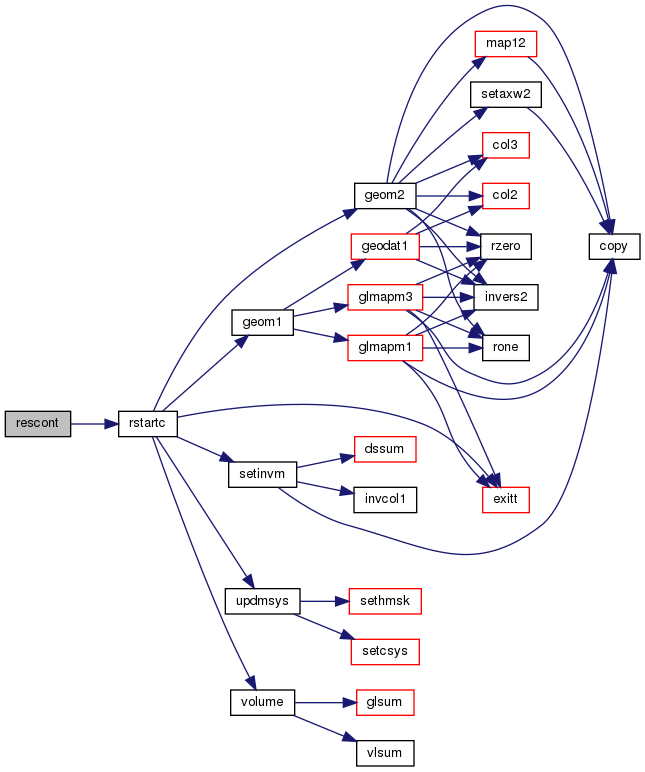 map12
setaxw2
col3
geom2
col2
geodat1
rzero
copy
glmapm3
invers2
geom1
glmapm1
rone
rescont
rstartc
dssum
setinvm
invcol1
exitt
updmsys
sethmsk
setcsys
volume
glsum
vlsum